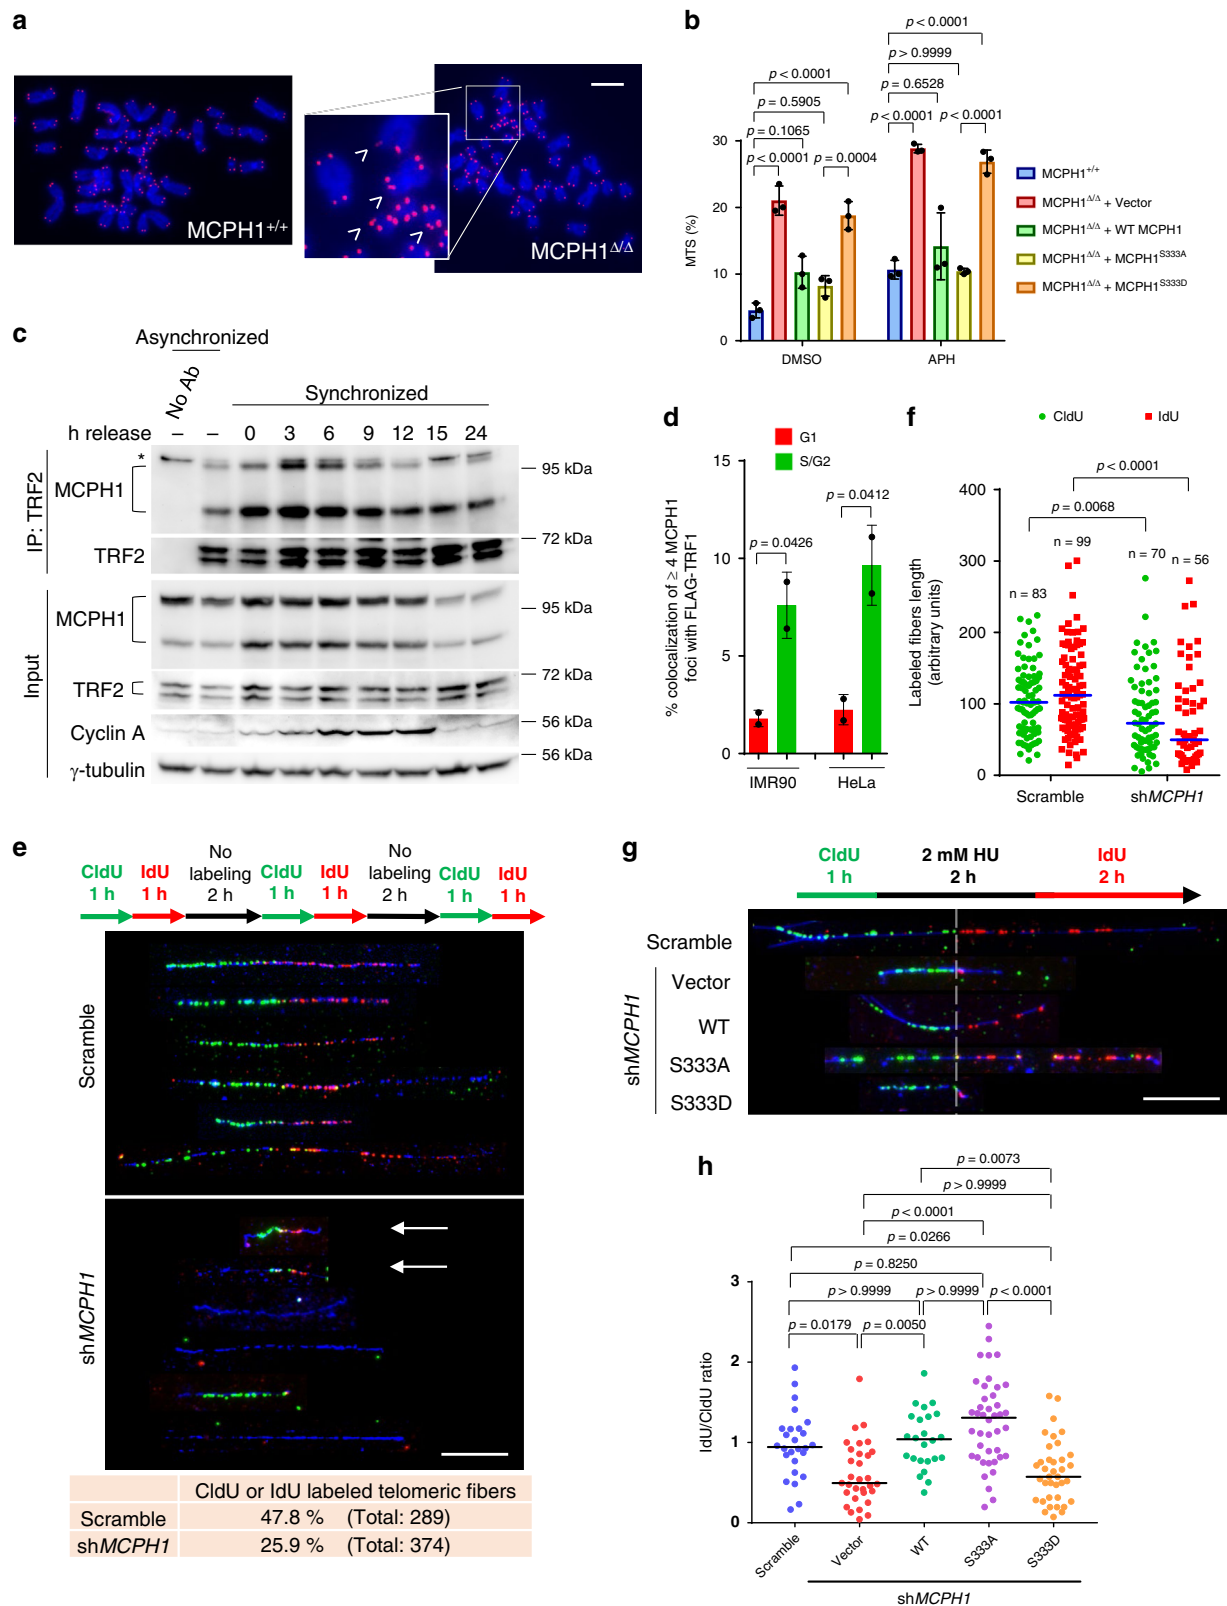 a
MCPH1+/+
MCPH1Δ/Δ
b
p < 0.0001
p > 0.9999
p < 0.0001
p = 0.5905
p = 0.6528
p = 0.1065
p < 0.0001
p < 0.0001
p < 0.0001
p = 0.0004
MTS (%)
30
20
10
0
DMSO
APH
MCPH1+/+
MCPH1Δ/Δ + Vector
MCPH1Δ/Δ + WT MCPH1
MCPH1Δ/Δ + MCPH1S333A
MCPH1Δ/Δ + MCPH1S333D
c
Asynchronized
No Ab
Synchronized
h release – – 0 3 6 9 12 15 24
IP: TRF2
*
MCPH1
95 kDa
72 kDa
TRF2
56 kDa
Input
MCPH1
95 kDa
72 kDa
TRF2
56 kDa
Cyclin A
56 kDa
γ-tubulin
d
G1
S/G2
% colocalization of ≥ 4 MCPH1
foci with FLAG-TRF1
15
10
5
0
p = 0.0412
p = 0.0426
IMR90
HeLa
f
CldU
IdU
p < 0.0001
p = 0.0068
n = 99
n = 70
n = 56
n = 83
Labeled fibers length
(arbitrary units)
400
300
200
100
0
Scramble
shMCPH1
e
CldU
1 h
IdU
1 h
No
labeling
2 h
CldU
1 h
IdU
1 h
No
labeling
2 h
CldU
1 h
IdU
1 h
Scramble
shMCPH1
CldU or IdU labeled telomeric fibers
Scramble 47.8 % (Total: 289)
shMCPH1 25.9 % (Total: 374)
g
CldU
1 h
2 mM HU
2 h
IdU
2 h
Scramble
shMCPH1
Vector
WT
S333A
S333D
h
p = 0.0073
p > 0.9999
p < 0.0001
p = 0.0266
p = 0.8250
p > 0.9999
p > 0.9999
p < 0.0001
p = 0.0179
p = 0.0050
IdU/CldU ratio
3
2
1
0
Scramble
Vector
WT
S333A
S333D
shMCPH1